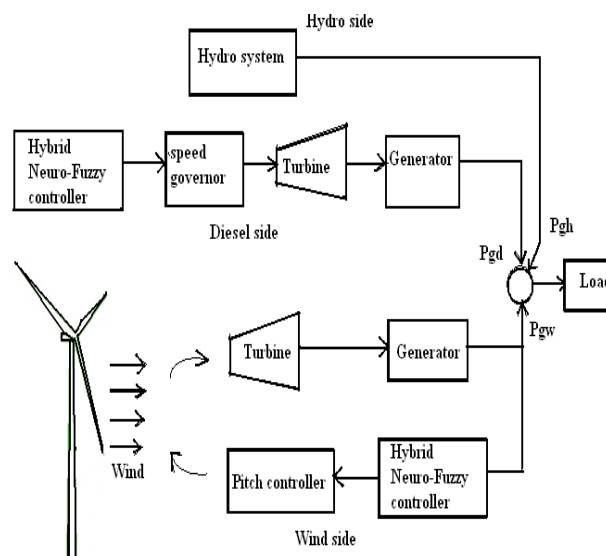 Hydro side
Hydro system
Hybrid
Neuro-Fuzzy
controller
speed
governor
Turbine
Generator
Diesel side
Pgd
Pgh
Load
Pgw
Turbine
Generator
Wind
Pitch controller
Hybrid
Neuro-Fuzzy
controller
Wind side